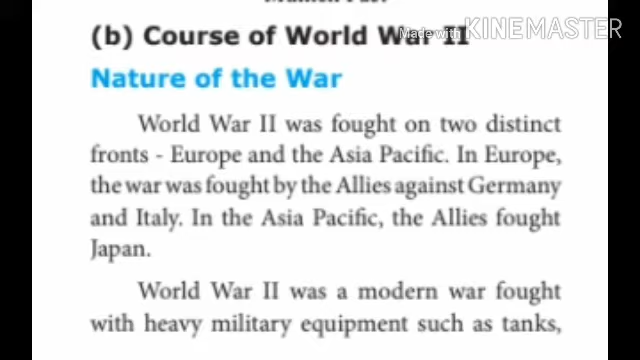 (b) Course of World War II
Made with KINEMASTER
Nature of the War
World War II was fought on two distinct
fronts - Europe and the Asia Pacific. In Europe,
the war was fought by the Allies against Germany
and Italy. In the Asia Pacific, the Allies fought
Japan.
World War II was a modern war fought
with heavy military equipment such as tanks,